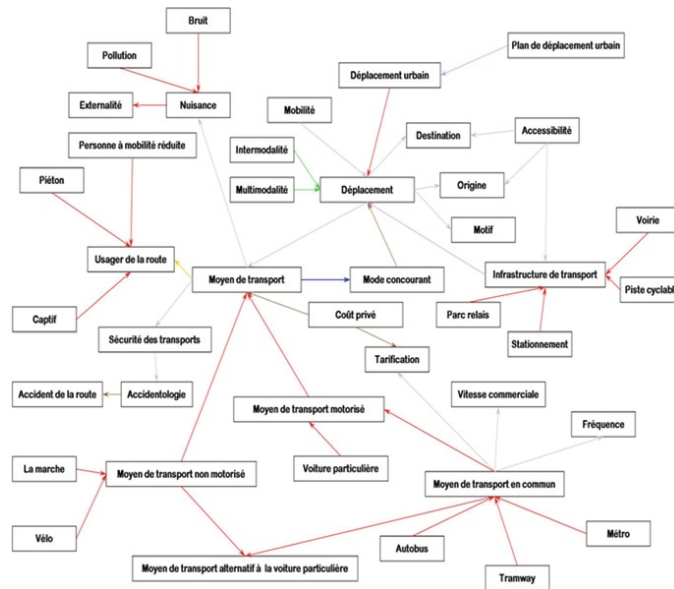 Bruit
Pollution
Plan de déplacement urbain
Déplacement urbain
Externalité
Nuisance
Mobilité
Destination
Accessibilité
Personne à mobilité réduite
Intermodalité
Piéton
Multimodalité
Déplacement
Origine
Motif
Voirie
Usager de la route
Moyen de transport
Mode concourant
Infrastructure de transport
Piste cyclabl
Captif
Coût privé
Parc relais
Sécurité des transports
Tarification
Stationnement
Accident de la route
Accidentologie
Vitesse commerciale
Moyen de transport motorisé
Fréquence
La marche
Moyen de transport non motorisé
Voiture particulière
Moyen de transport en commun
Vélo
Autobus
Métro
Moyen de transport alternatif à la voiture particulière
Tramway